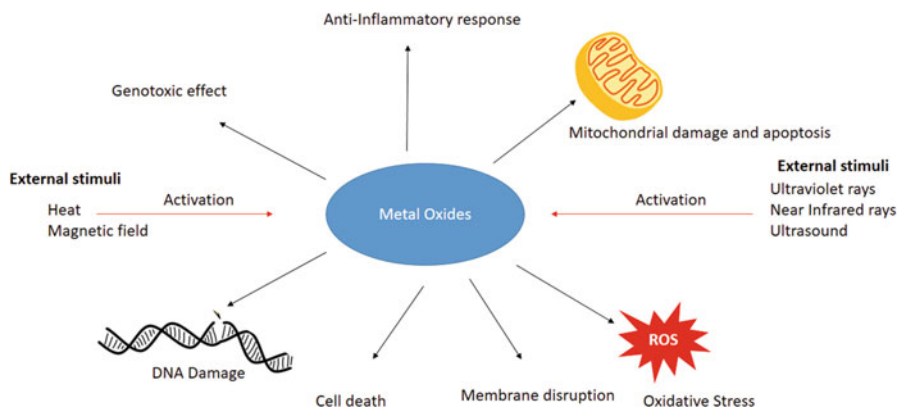 Anti-Inflammatory response
Genotoxic effect
Mitochondrial damage and apoptosis
External stimuli
Activation
Heat
Magnetic field
Metal Oxides
External stimuli
Activation
Ultraviolet rays
Near Infrared rays
Ultrasound
DNA Damage
Cell death
Membrane disruption
ROS
Oxidative Stress